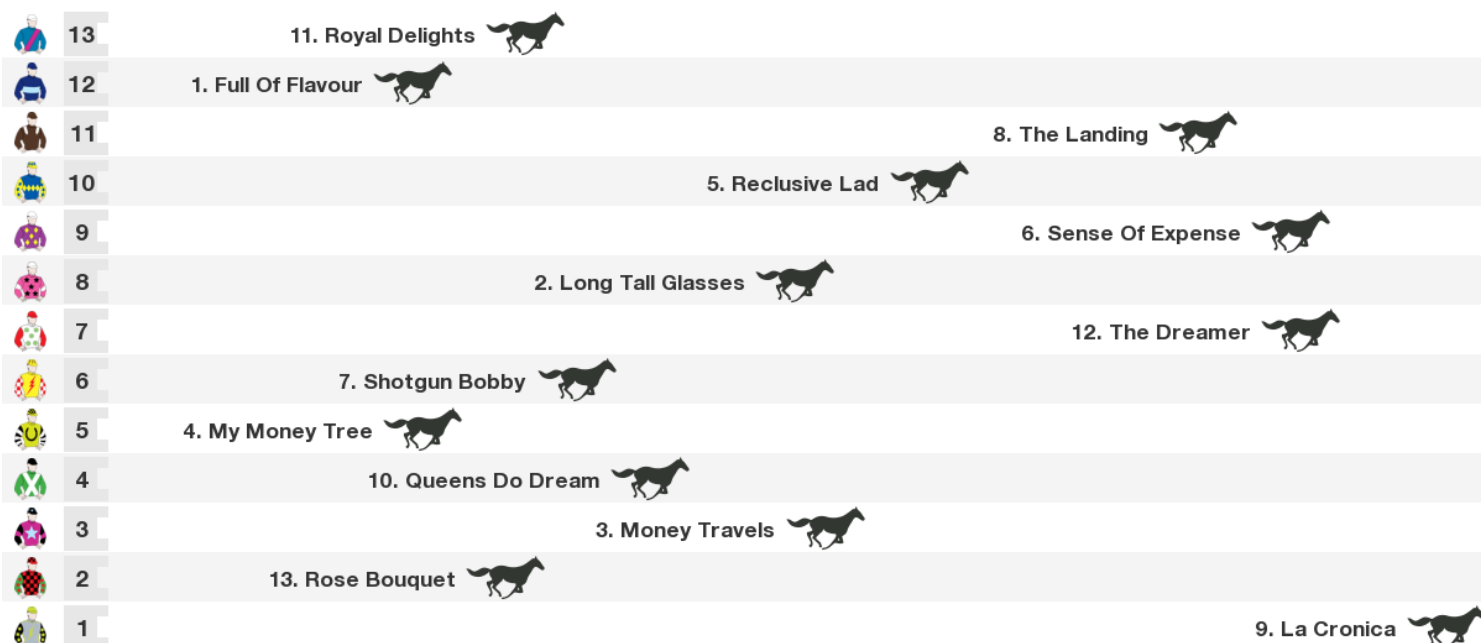 13 11. Royal Delights
12 1. Full Of Flavour
11 8. The Landing
10 5. Reclusive Lad
9 6. Sense Of Expense
8 2. Long Tall Glasses
7 12. The Dreamer
6 7. Shotgun Bobby
5 4. My Money Tree
4 10. Queens Do Dream
3 3. Money Travels
2 13. Rose Bouquet
1 9. La Cronica